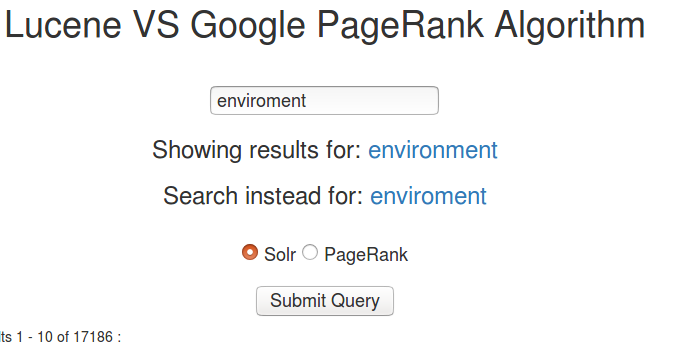 Lucene VS Google PageRank Algorithm
enviroment
Showing results for: environment
Search instead for: enviroment
Solr PageRank
Submit Query
lts 1 - 10 of 17186 :